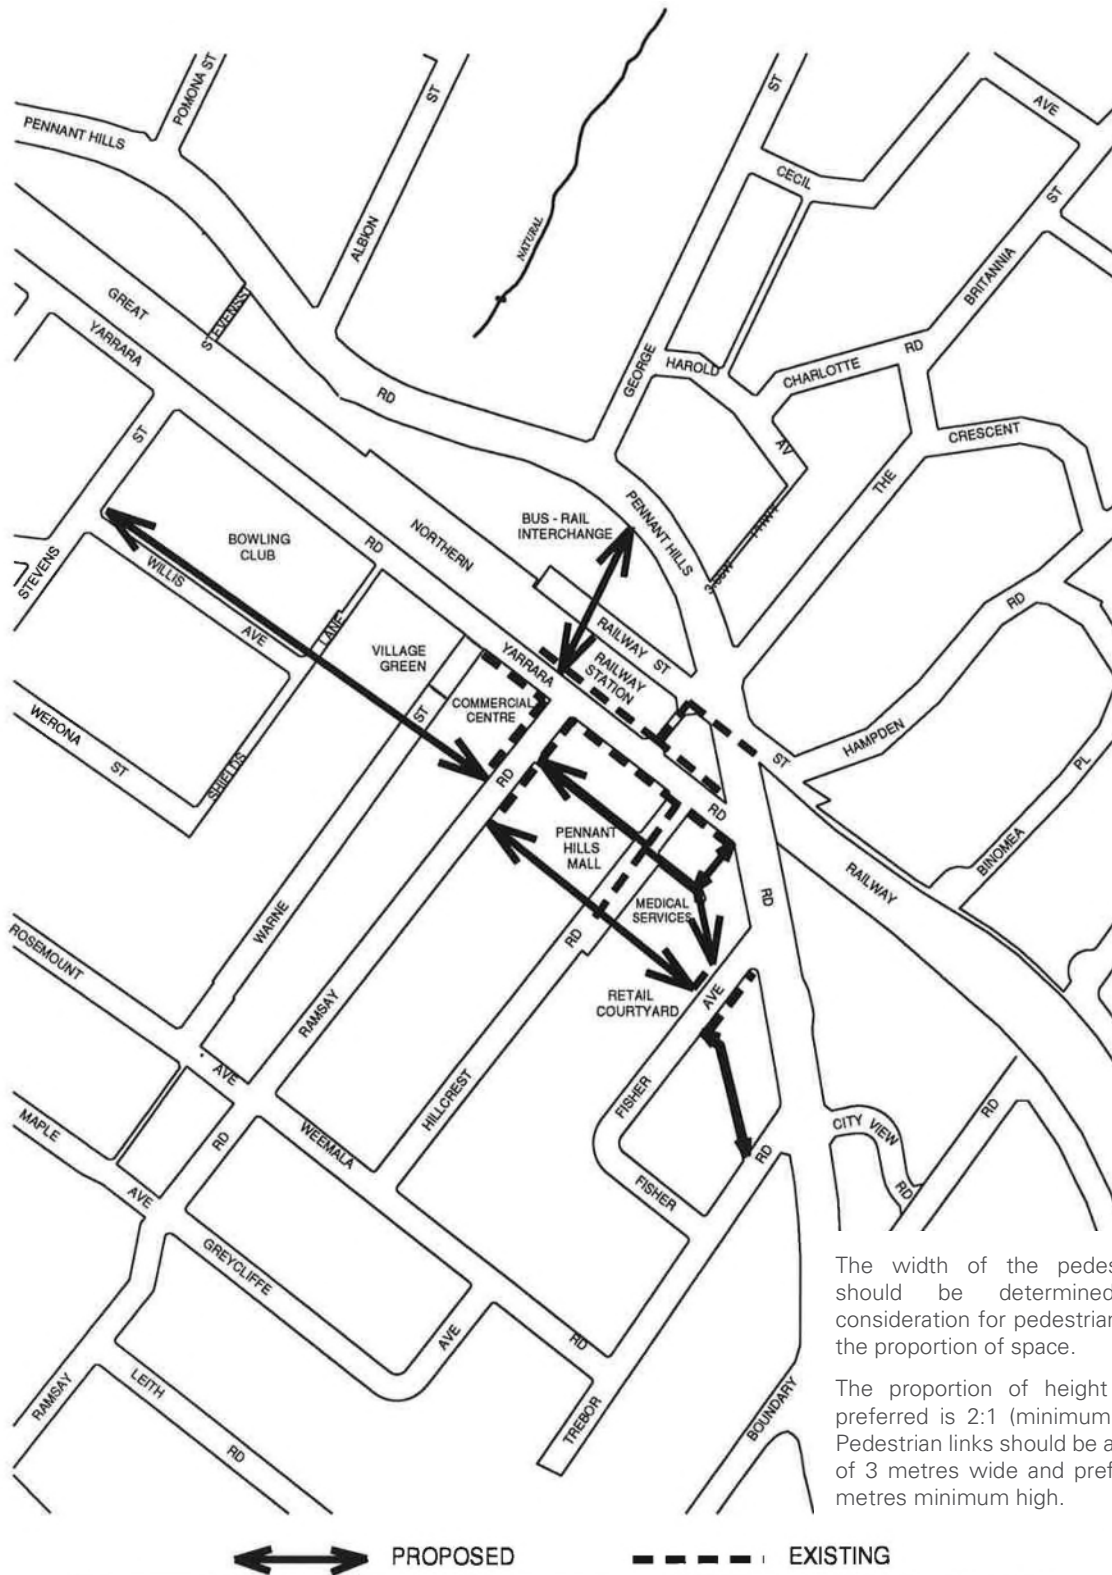 PENNANT HILLS
POMONA ST
ST
ALBION
NATURAL
ST
AVE
CECIL
ST
BRITANNIA
GREAT
STEVENSS
YARRARA
RD
GEORGE
HAROLD
CHARLOTTE
RD
AV
CRESCENT
THE
ST
RD
NORTHERN
BUS - RAIL
INTERCHANGE
PENNANT HILLS
BOWLING
CLUB
STEVENS
WILLIS
AVE
LANE
RAILWAY ST
RAILWAY
STATION
YARRARA
VILLAGE
GREEN
COMMERCIAL
CENTRE
ST
RD
WERONA
ST
SHIELDS
RD
HAMPDEN
RD
ST
PL
BINOMEA
RAILWAY
RD
PENNANT
HILLS
MALL
MEDICAL
SERVICES
RD
RD
WARNE
ROSEMOUNT
AVE
RAMSAY
RETAIL
COURTYARD
AVE
HILLCREST
FISHER
FISHER
RD
MAPLE
AVE
RD
WEEMALA
RD
CITY VIEW
RD
RD
GREYCLIFFE
AVE
RAMSAY
LEITH
RD
TREBOR
BOUNDARY
The width of the pedes
should be determined
consideration for pedestriar
the proportion of space.
The proportion of height
preferred is 2:1 (minimum
Pedestrian links should be a
of 3 metres wide and pref
metres minimum high.
PROPOSED
EXISTING